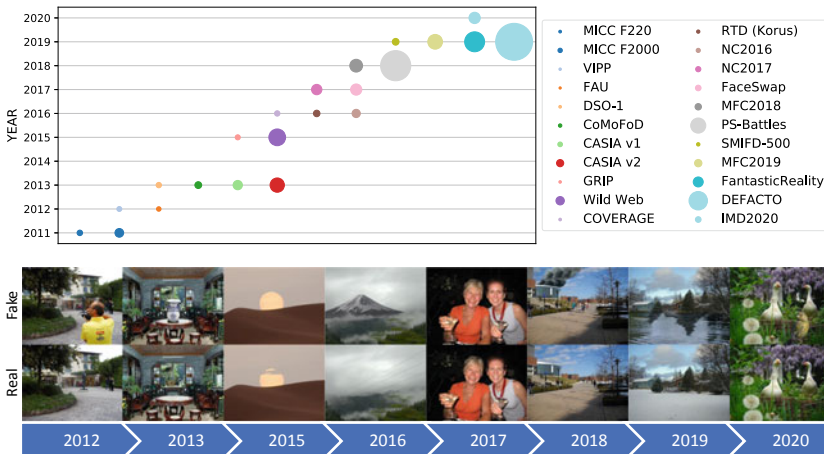 2020
2019
2018
2017
2016
2015
2014
2013
2012
2011
YEAR
MICC F220
MICC F2000
VIPP
FAU
DSO-1
CoMoFoD
CASIA v1
CASIA v2
GRIP
Wild Web
COVERAGE
RTD (Korus)
NC2016
NC2017
FaceSwap
MFC2018
PS-Battles
SMIFD-500
MFC2019
FantasticReality
DEFACTO
IMD2020
Fake
Real
2012 2013 2015 2016 2017 2018 2019 2020